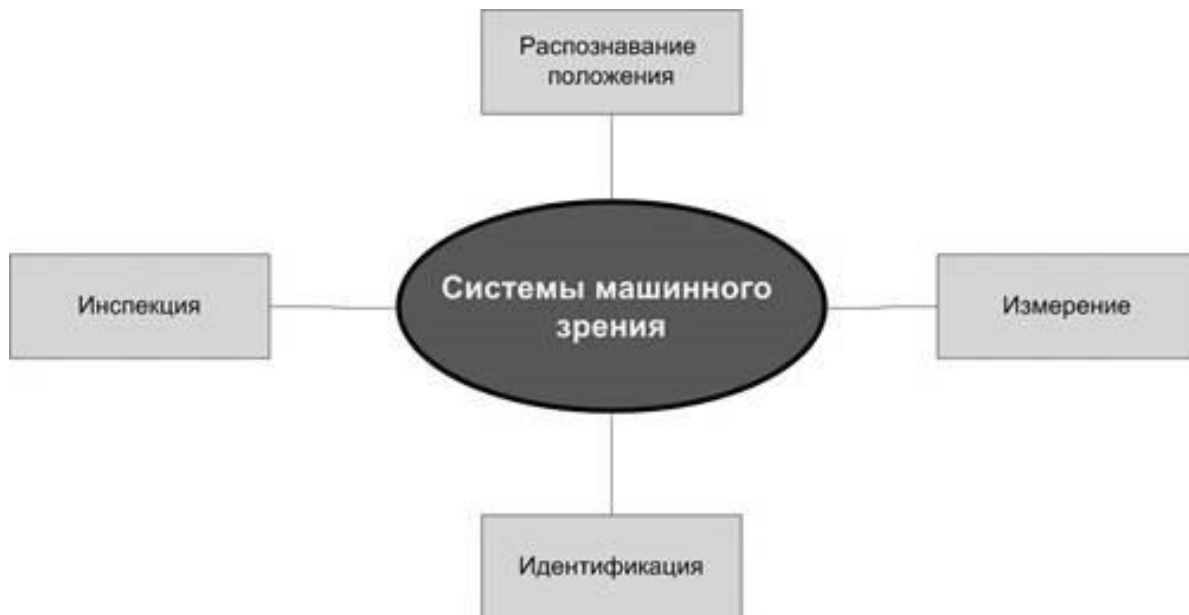 Распознавание
положения
Инспекция
Системы машинного
зрения
Измерение
Идентификация